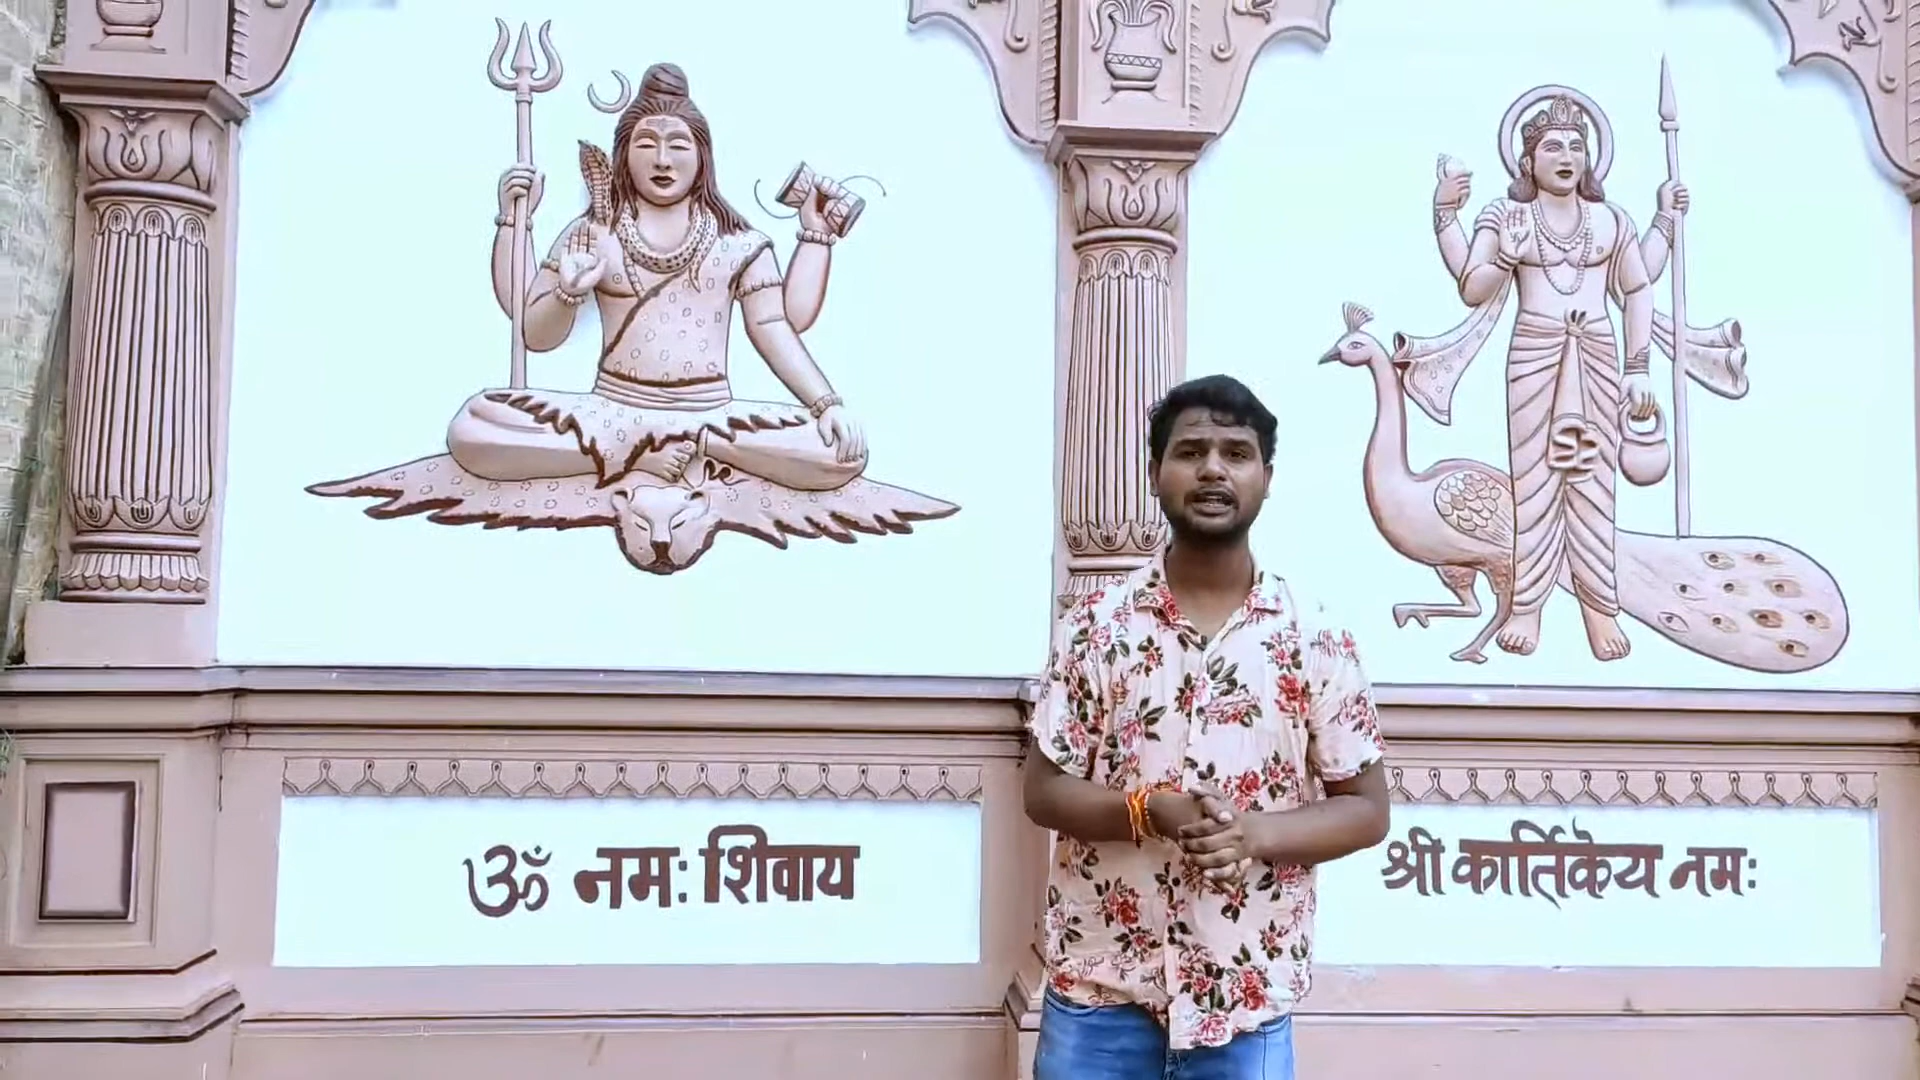 ॐ नमः शिवाय
श्री कार्तिकेय नमः